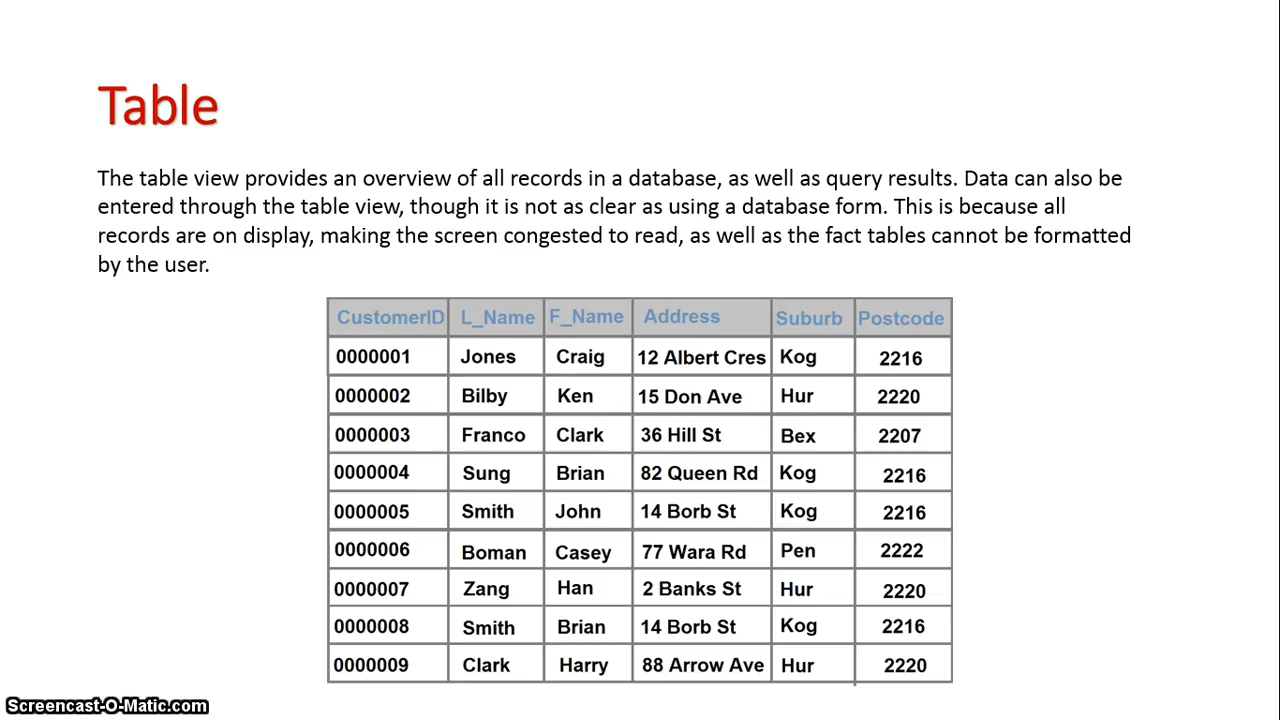 Table
The table view provides an overview of all records in a database, as well as query results. Data can also be
entered through the table view, though it is not as clear as using a database form. This is because all
records are on display, making the screen congested to read, as well as the fact tables cannot be formatted
by the user.
CustomerID L_Name F_Name Address Suburb Postcode
0000001 Jones Craig 12 Albert Cres Kog 2216
0000002 Bilby Ken 15 Don Ave Hur 2220
0000003 Franco Clark 36 Hill St Bex 2207
0000004 Sung Brian 82 Queen Rd Kog 2216
0000005 Smith John 14 Borb St Kog 2216
0000006 Boman Casey 77 Wara Rd Pen 2222
0000007 Zang Han 2 Banks St Hur 2220
0000008 Smith Brian 14 Borb St Kog 2216
0000009 Clark Harry 88 Arrow Ave Hur 2220
Screencast-O-Matic.com